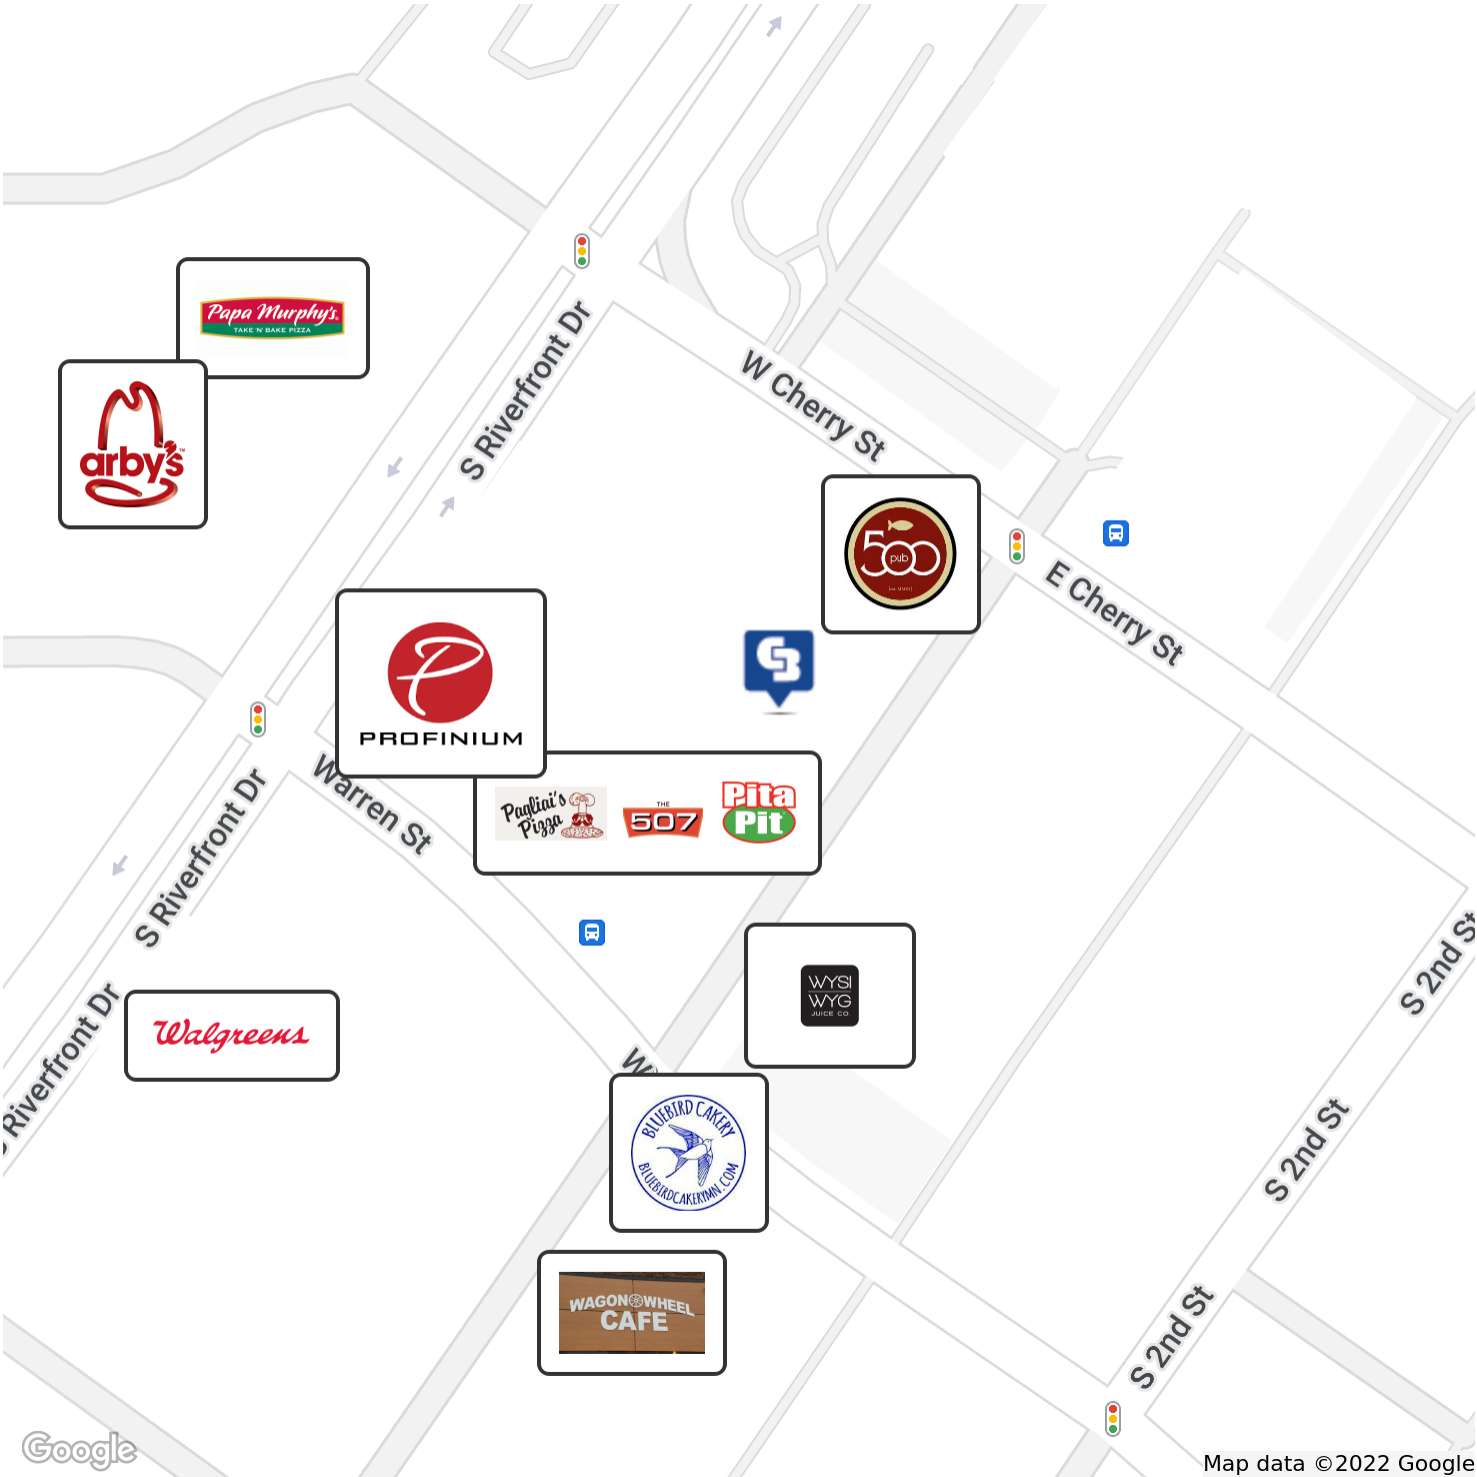 Papa Murphy's
TAKE 'N' BAKE PIZZA
S Riverfront Dr
W Cherry St
arby's
500
pub
E Cherry St
P
PROFINIUM
CB
Warren St
Pagliai's
Pizza
THE
507
Pita
Pit
S Riverfront Dr
S 2nd St
WYSI
WYG
JUICE CO.
S Riverfront Dr
Walgreens
BLUEBIRD CAKERY
BLUEBIRDCAKERYMN.COM
S 2nd St
WAGON WHEEL
CAFE
S 2nd St
Google
Map data ©2022 Google